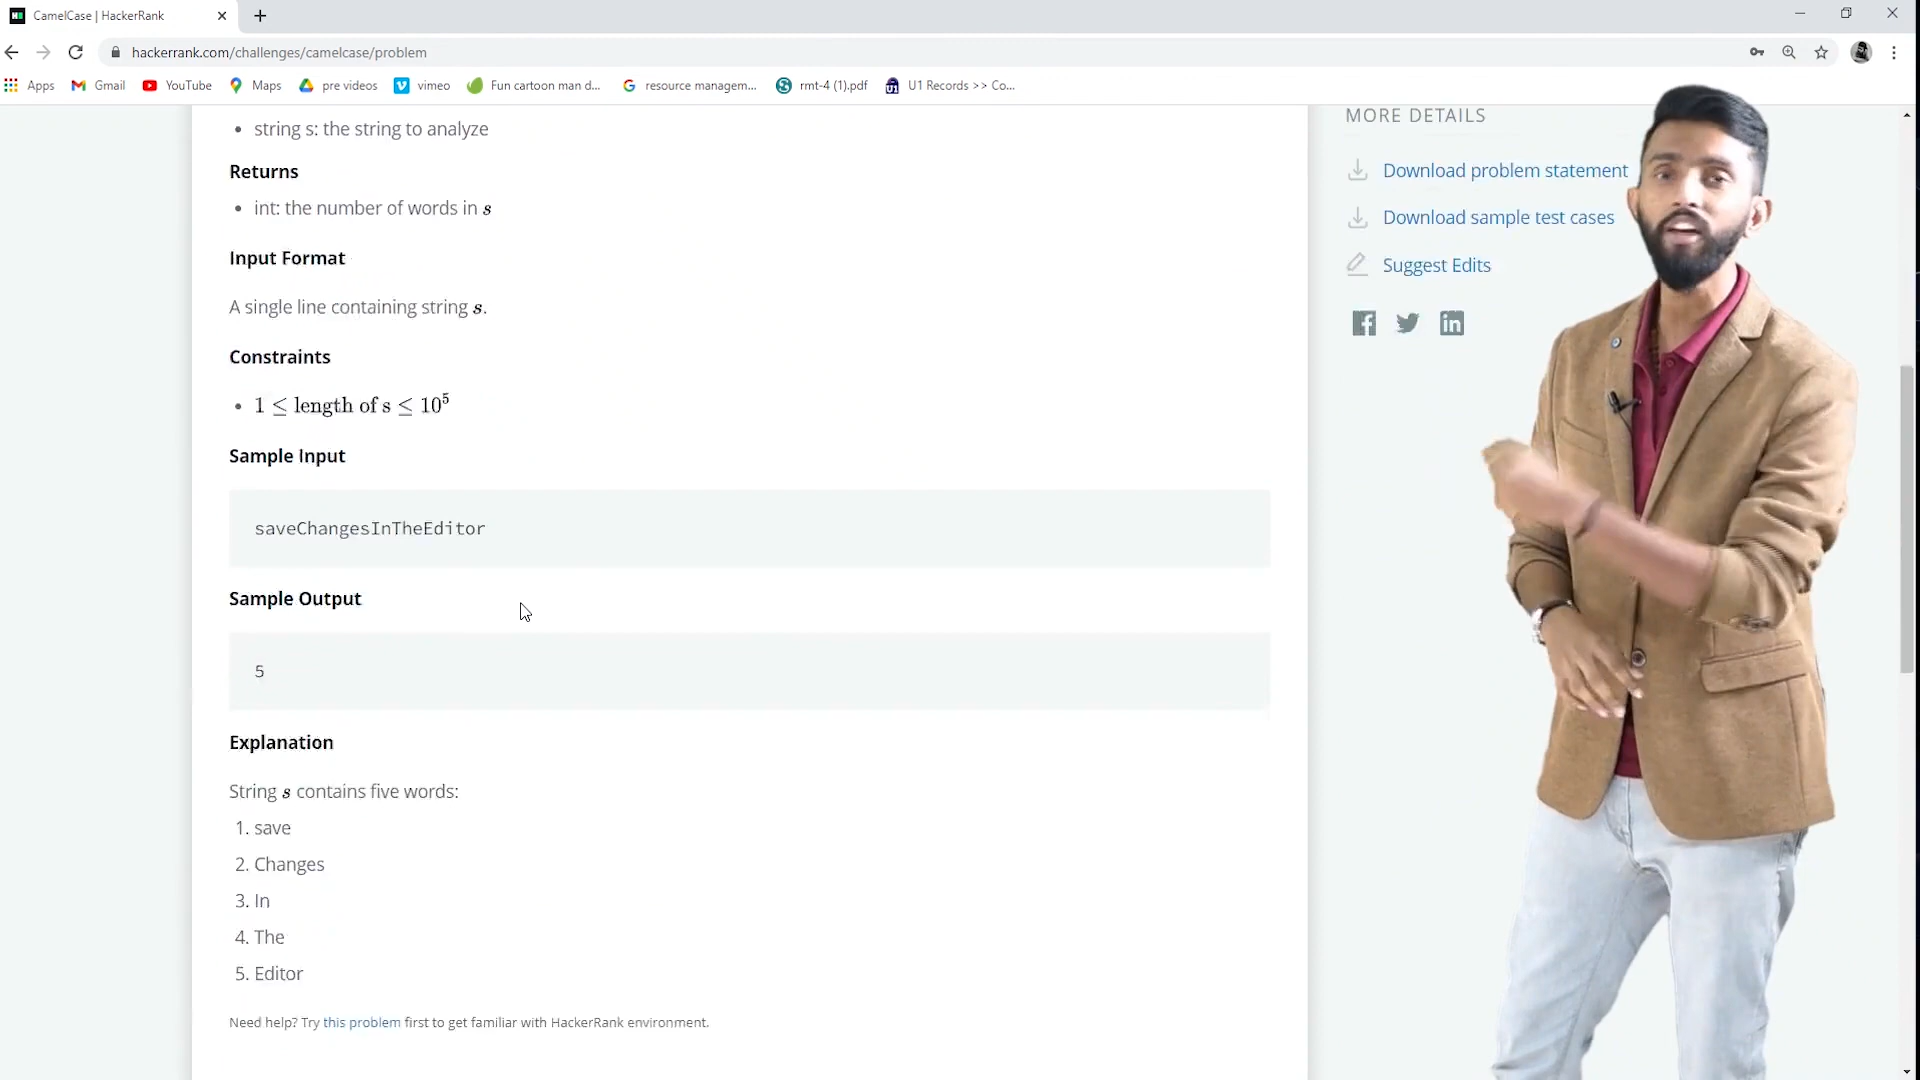 CamelCase | HackerRank
hackerrank.com/challenges/camelcase/problem
Apps Gmail YouTube Maps pre videos vimeo Fun cartoon man d... resource managem... rmt-4 (1).pdf U1 Records >> Co...
string s: the string to analyze
Returns
int: the number of words in s
Input Format
A single line containing string s.
Constraints
1 ≤ length of s ≤ 10⁵
Sample Input
saveChangesInTheEditor
Sample Output
5
Explanation
String s contains five words:
1. save
2. Changes
3. In
4. The
5. Editor
Need help? Try this problem first to get familiar with HackerRank environment.
MORE DETAILS
Download problem statement
Download sample test cases
Suggest Edits